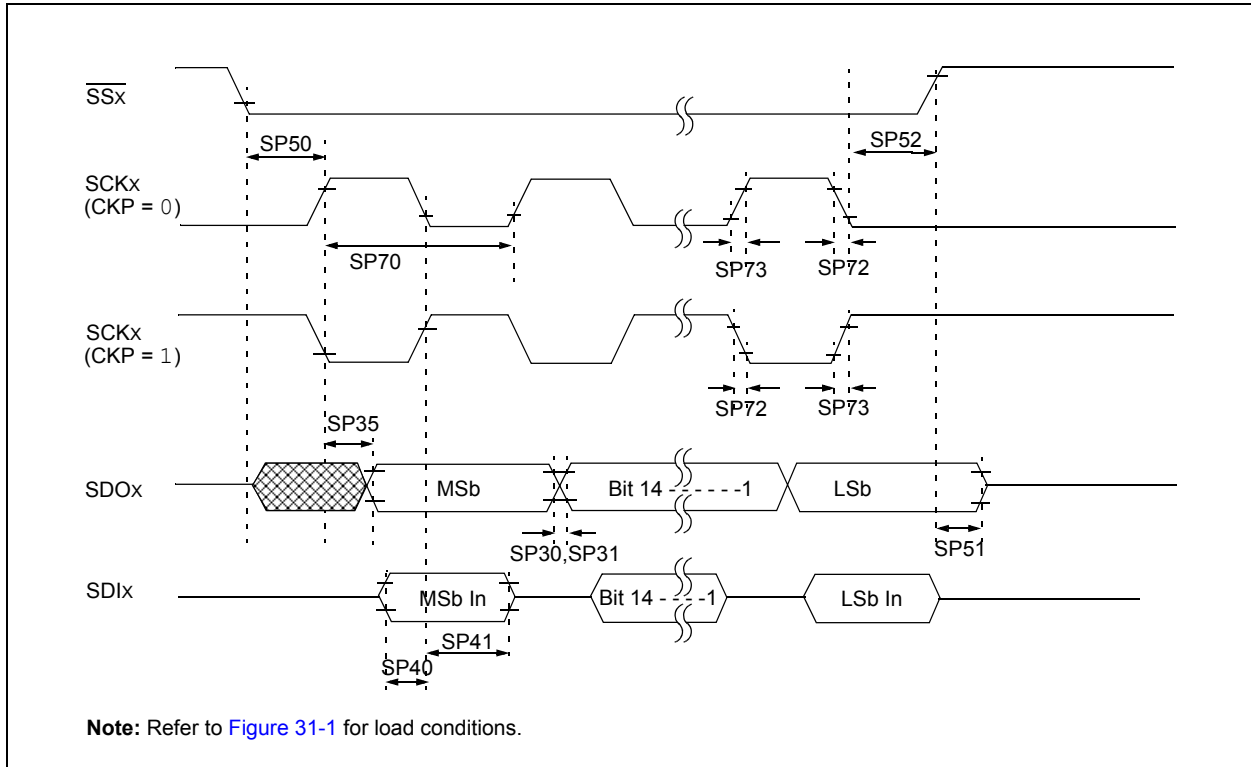 SSx
SP50
SP52
SCKx
(CKP = 0)
SP70
SP73
SP72
SCKx
(CKP = 1)
SP72
SP73
SP35
SDOx
MSb
Bit 14 - - - - - -1
LSb
SP30,SP31
SP51
SDIx
MSb In
Bit 14 - - - -1
LSb In
SP40
SP41
Note: Refer to Figure 31-1 for load conditions.